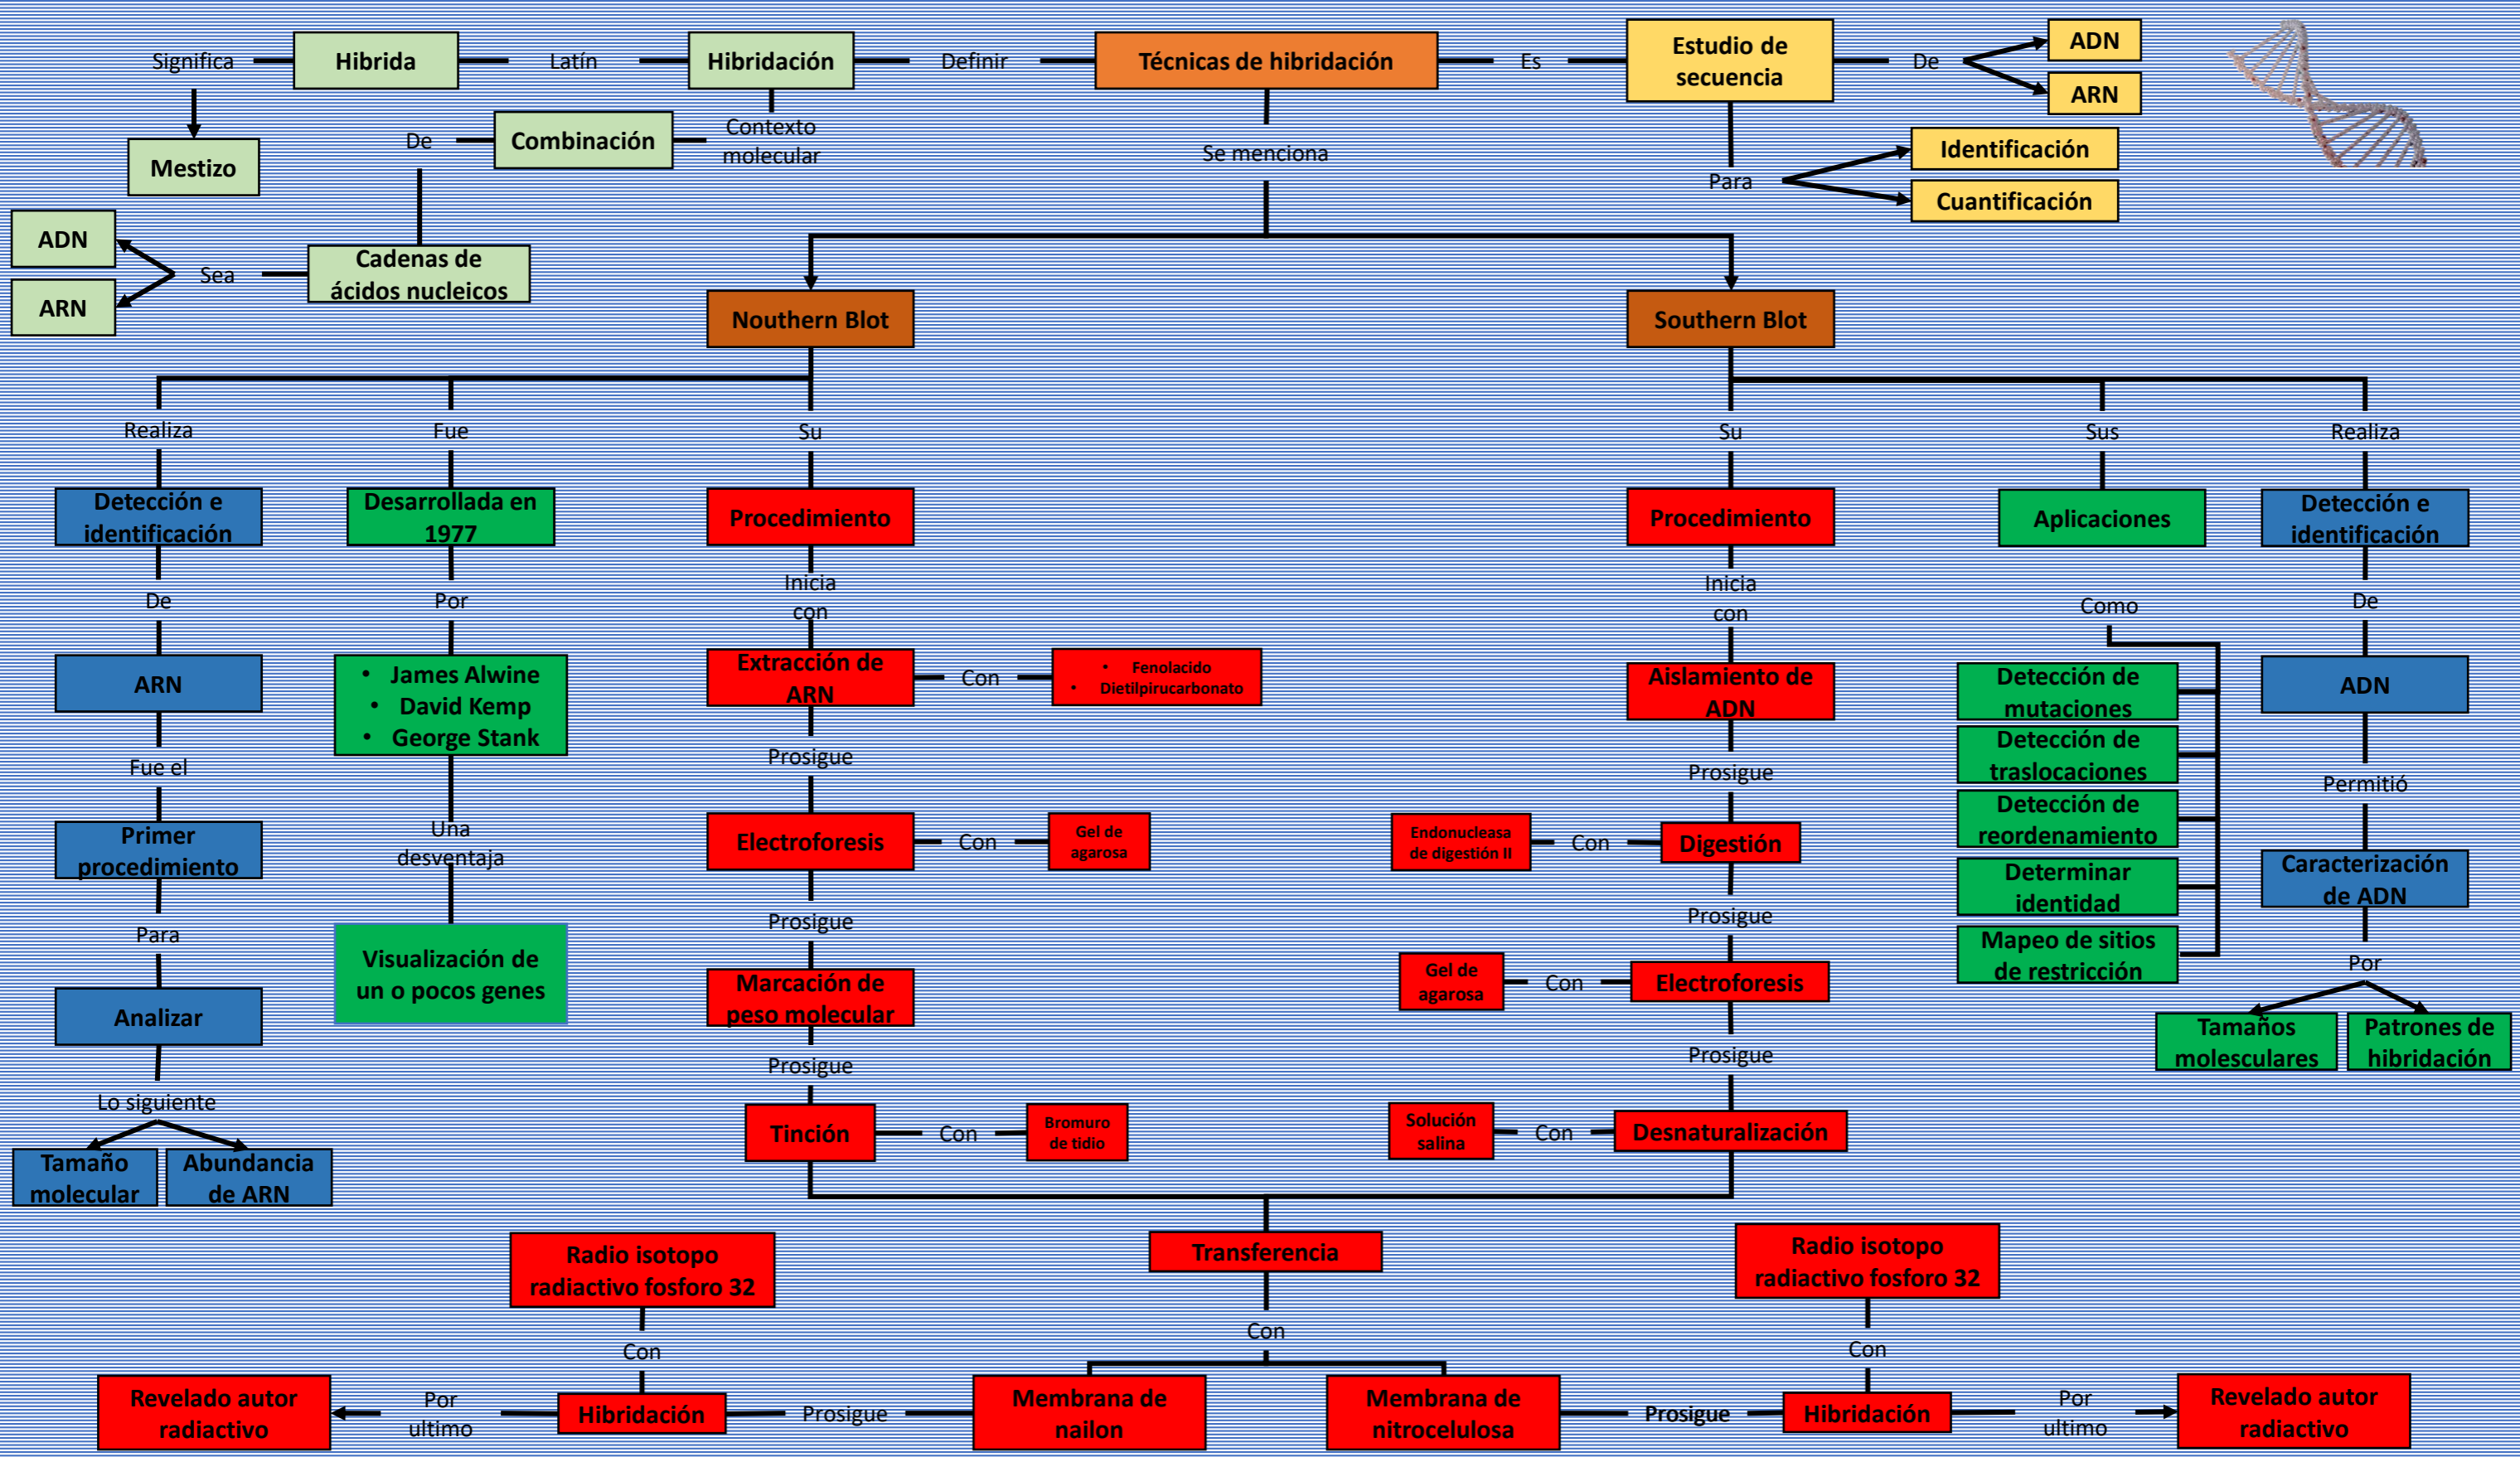 Significa
Hibrida
Latín
Hibridación
Definir
Técnicas de hibridación
Es
Estudio de
secuencia
De
ADN
ARN
Mestizo
De
Combinación
Contexto
molecular
Se menciona
Para
Identificación
Cuantificación
ADN
ARN
Sea
Cadenas de
ácidos nucleicos
Nouthern Blot
Southern Blot
Realiza
Fue
Su
Su
Sus
Realiza
Detección e
identificación
Desarrollada en
1977
Procedimiento
Procedimiento
Aplicaciones
Detección e
identificación
De
Por
Inicia
con
Inicia
con
Como
De
ARN
• James Alwine
• David Kemp
• George Stank
Extracción de
ARN
Con
• Fenolacido
• Dietilpirucarbonato
Aislamiento de
ADN
Detección de
mutaciones
Detección de
traslocaciones
Detección de
reordenamiento
Determinar
identidad
Mapeo de sitios
de restricción
ADN
Fue el
Prosigue
Prosigue
Permitió
Primer
procedimiento
Una
desventaja
Electroforesis
Con
Gel de
agarosa
Endonucleasa
de digestión II
Con
Digestión
Caracterización
de ADN
Para
Visualización de
un o pocos genes
Prosigue
Prosigue
Por
Analizar
Marcación de
peso molecular
Gel de
agarosa
Con
Electroforesis
Tamaños
molesculares
Patrones de
hibridación
Lo siguiente
Prosigue
Prosigue
Tamaño
molecular
Abundancia
de ARN
Tinción
Con
Bromuro
de tidio
Solución
salina
Con
Desnaturalización
Radio isotopo
radiactivo fosforo 32
Transferencia
Radio isotopo
radiactivo fosforo 32
Con
Con
Con
Revelado autor
radiactivo
Por
ultimo
Hibridación
Prosigue
Membrana de
nailon
Membrana de
nitrocelulosa
Prosigue
Hibridación
Por
ultimo
Revelado autor
radiactivo